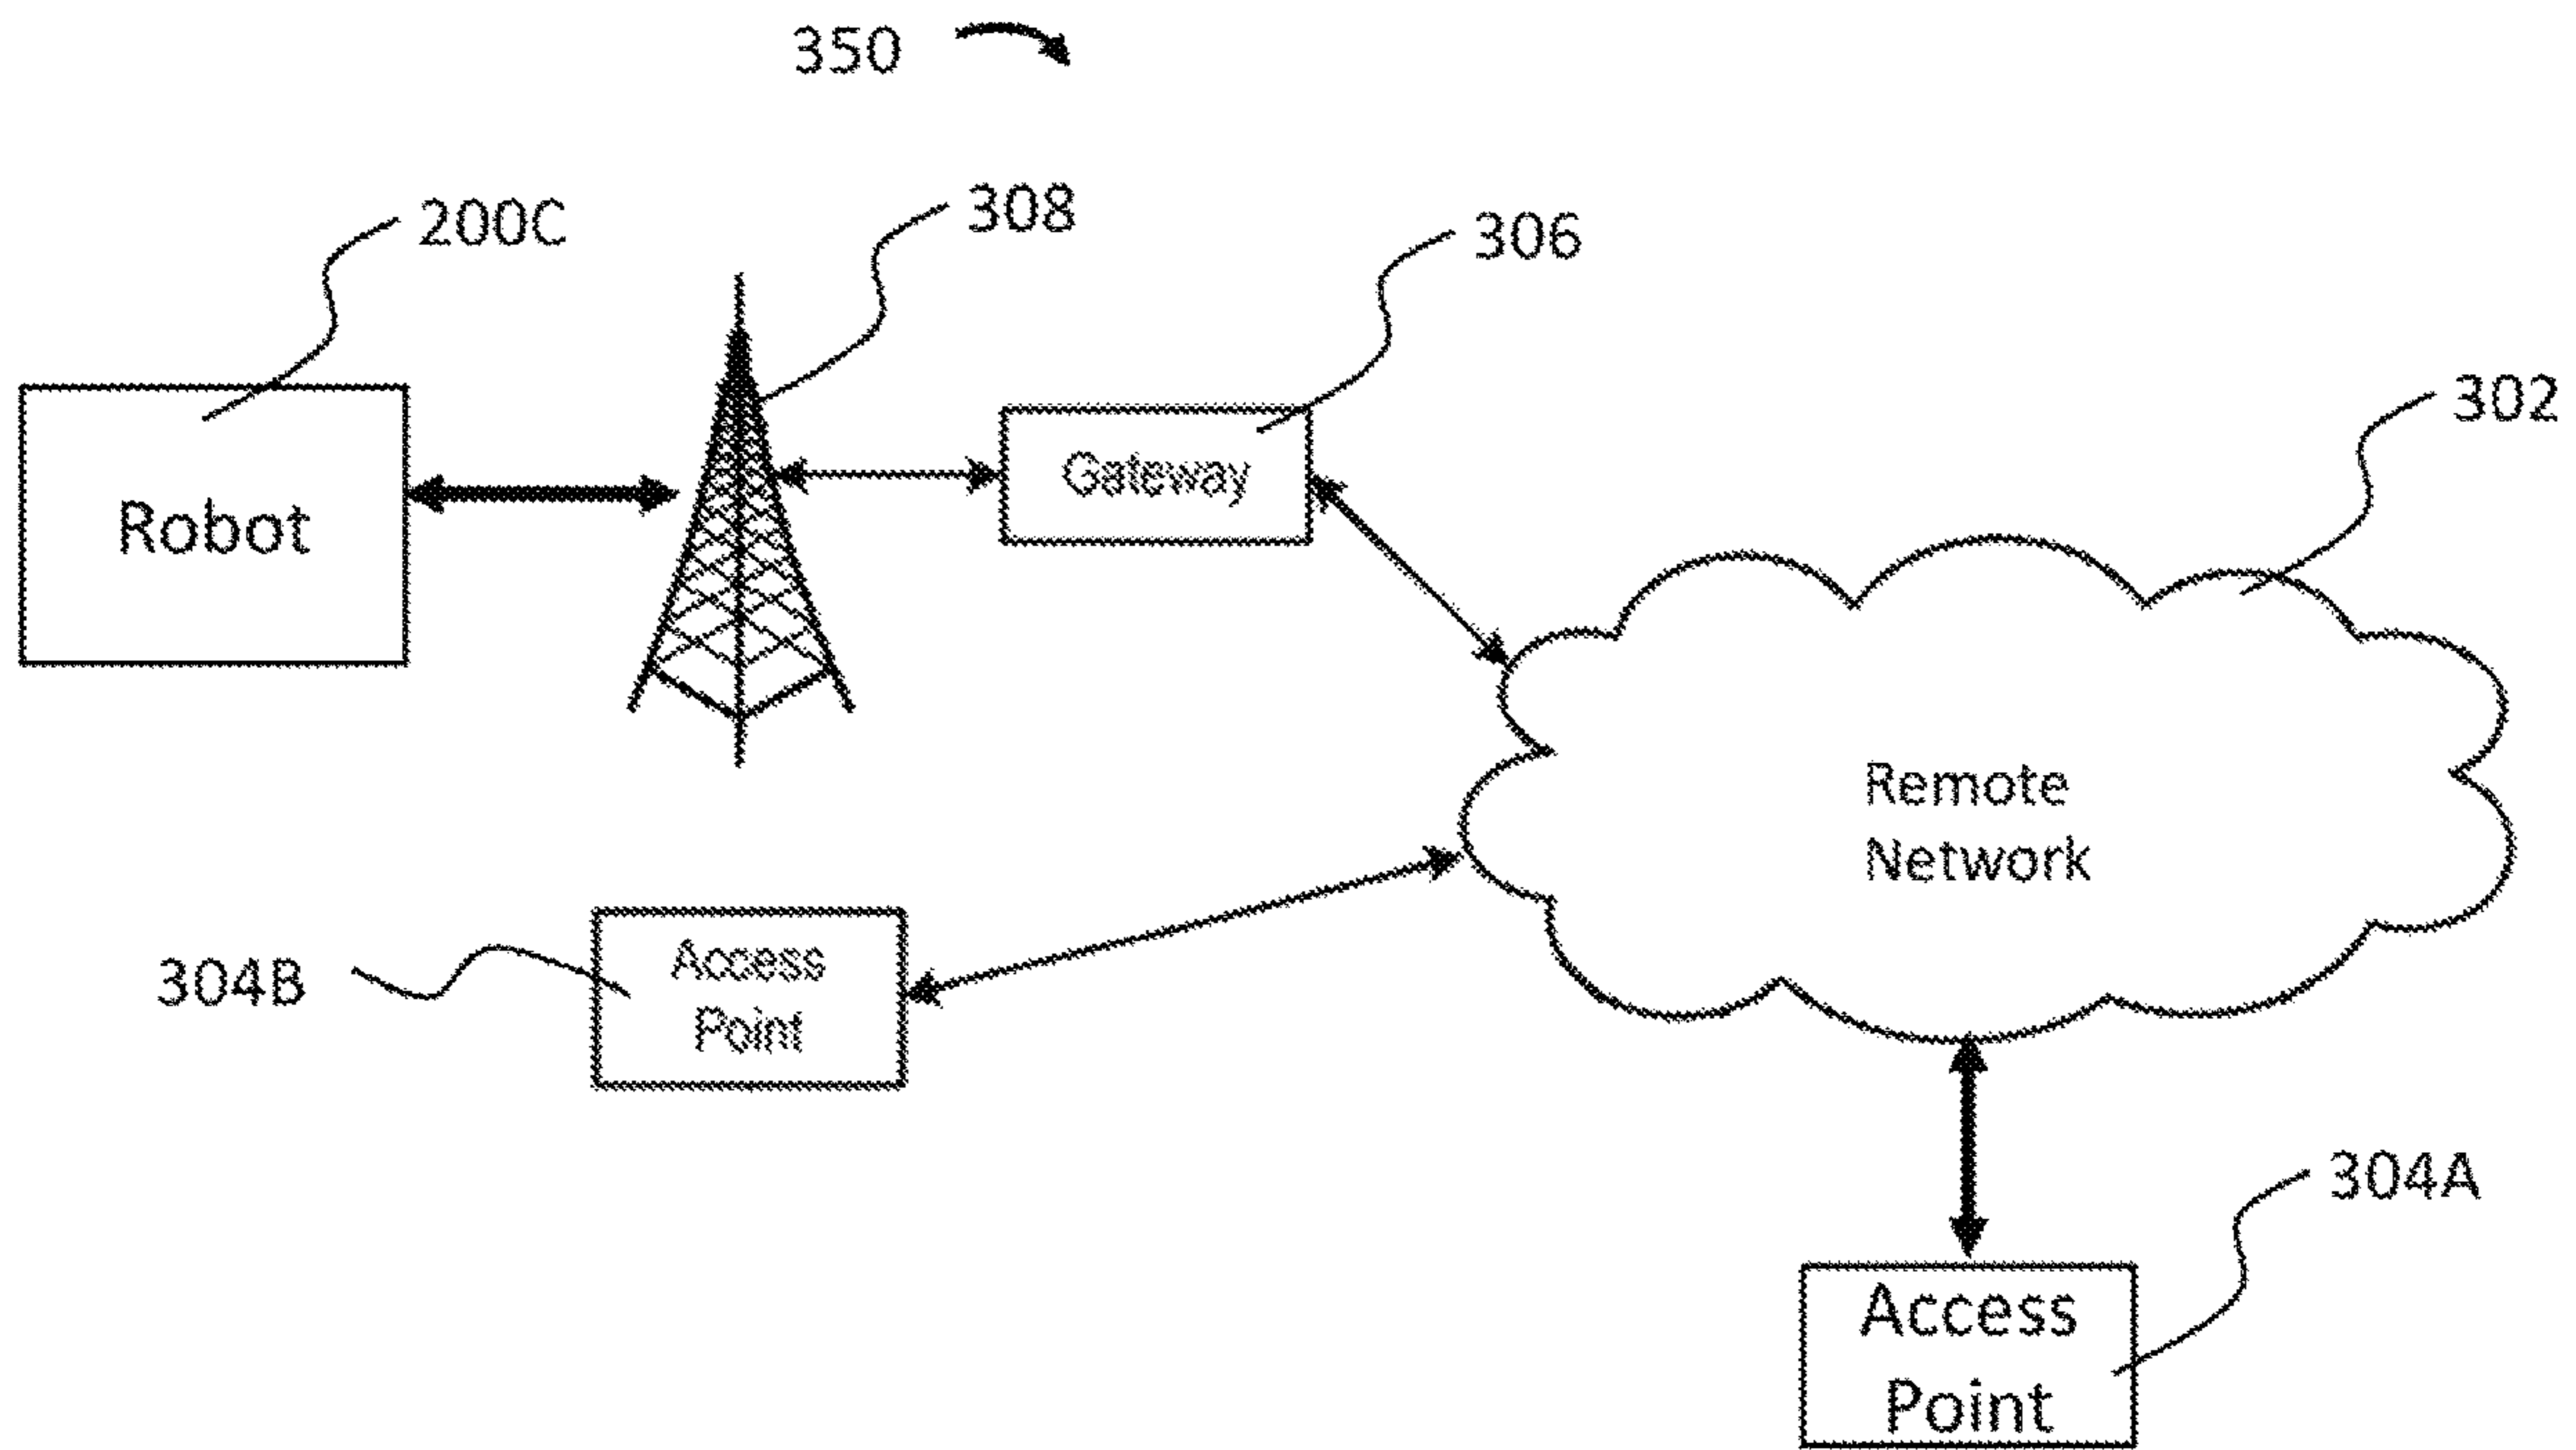 350
200C
308
306
302
Robot
Gateway
Remote
Network
304B
Access
Point
304A
Access
Point